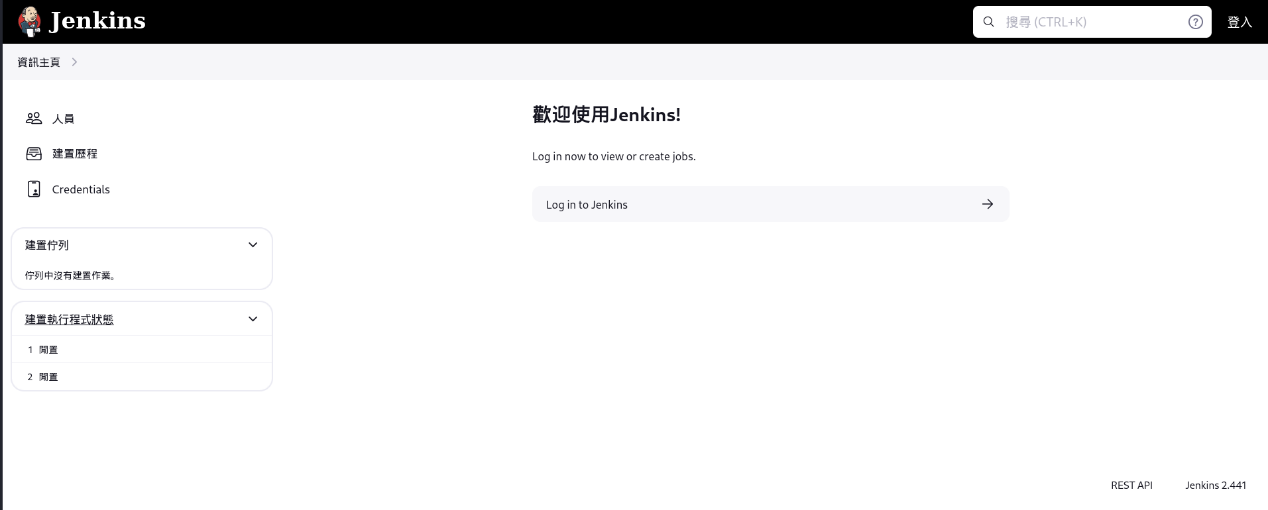 Jenkins
搜尋 (CTRL+K)
登入
資訊主頁
人員
建置歷程
Credentials
建置佇列
佇列中沒有建置作業。
建置執行程式狀態
1 閒置
2 閒置
歡迎使用Jenkins!
Log in now to view or create jobs.
Log in to Jenkins
REST API Jenkins 2.441